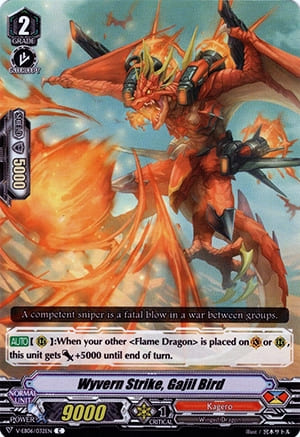 2
GRADE
SHIELD
5000
A competent sniper is a fatal blow in a war between groups.
AUTO [ ]:When your other <Flame Dragon> is placed on or ,
this unit gets +5000 until end of turn.
NORMAL
UNIT
Wyvern Strike, Gajil Bird
POWER
9000
1
CRITICAL
Kagero
Winged Dragon
V-EB06/032EN C